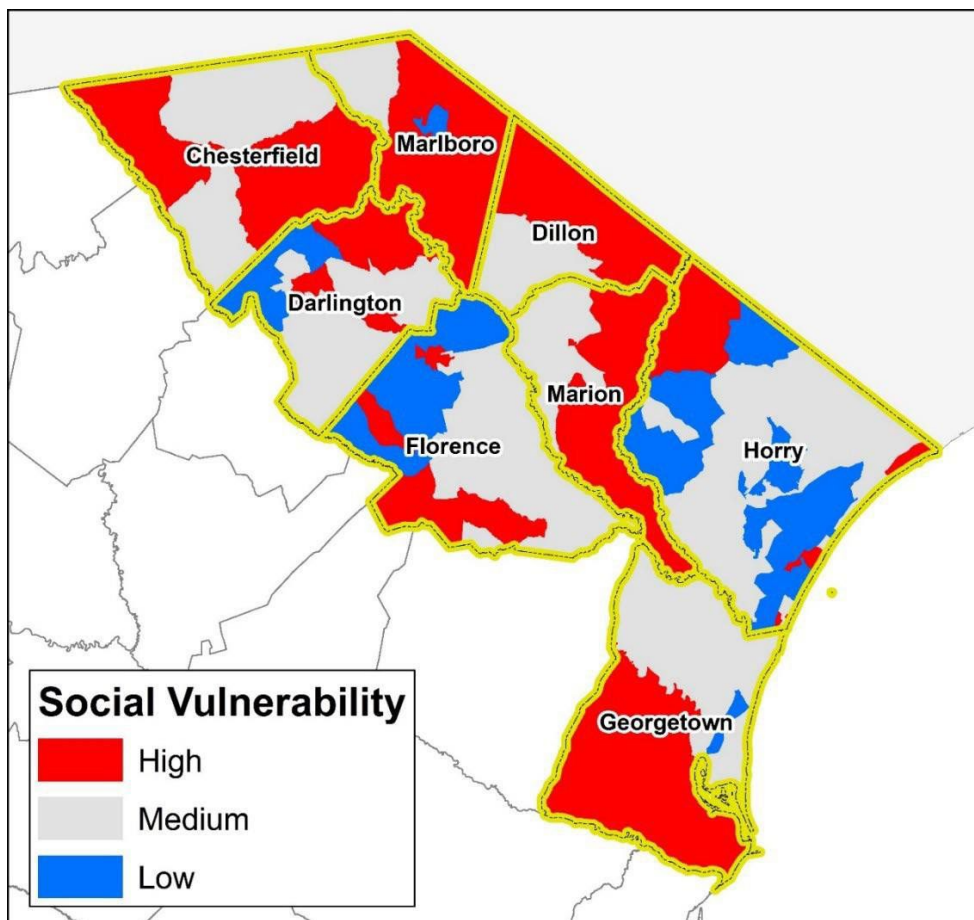 Chesterfield
Marlboro
Dillon
Darlington
Marion
Florence
Horry
Georgetown
Social Vulnerability
High
Medium
Low